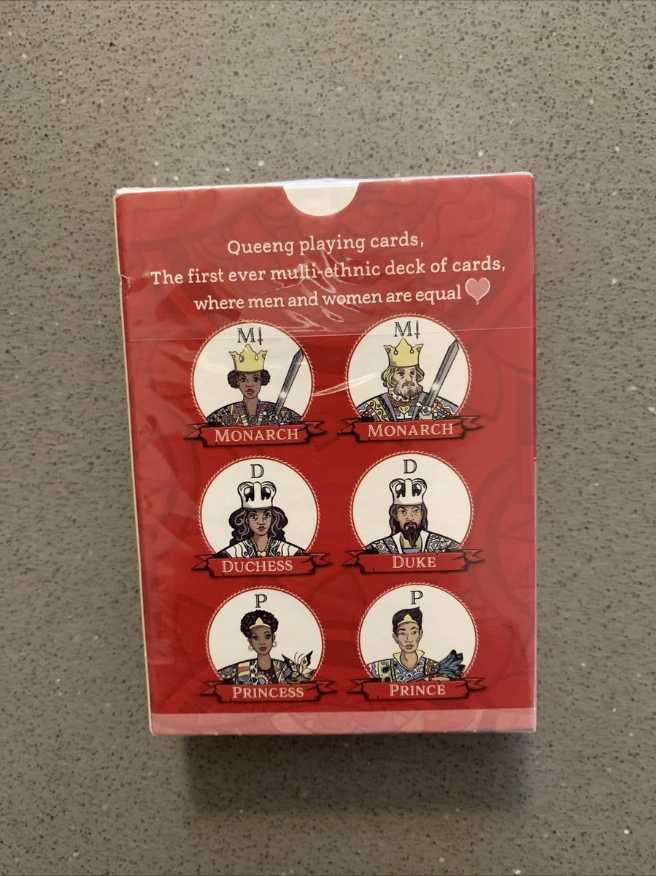 Queeng playing cards,
The first ever multi-ethnic deck of cards,
where men and women are equal
M M
MONARCH MONARCH
D D
DUCHESS DUKE
P P
PRINCESS PRINCE